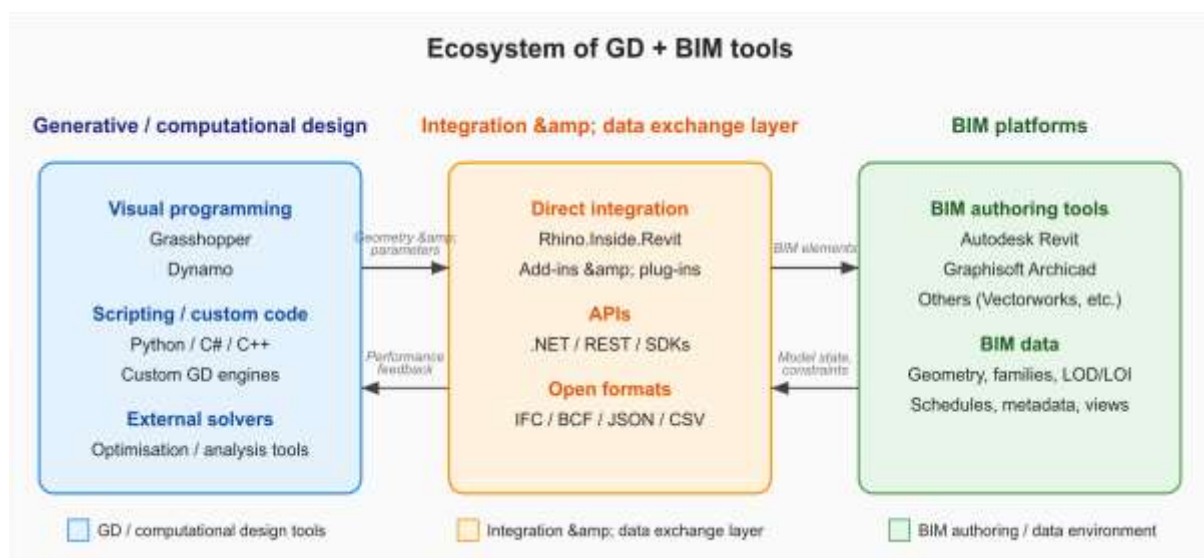 Ecosystem of GD + BIM tools
Generative / computational design
Integration &amp; data exchange layer
BIM platforms
Visual programming
Grasshopper
Dynamo
Scripting / custom code
Python / C# / C++
Custom GD engines
External solvers
Optimisation / analysis tools
Geometry &amp;
parameters
Performance
feedback
Direct integration
Rhino.Inside.Revit
Add-ins &amp; plug-ins
APIs
.NET / REST / SDKs
Open formats
IFC / BCF / JSON / CSV
BIM elements
Model state,
constraints
BIM authoring tools
Autodesk Revit
Graphisoft Archicad
Others (Vectorworks, etc.)
BIM data
Geometry, families, LOD/LOI
Schedules, metadata, views
GD / computational design tools
Integration &amp; data exchange layer
BIM authoring / data environment